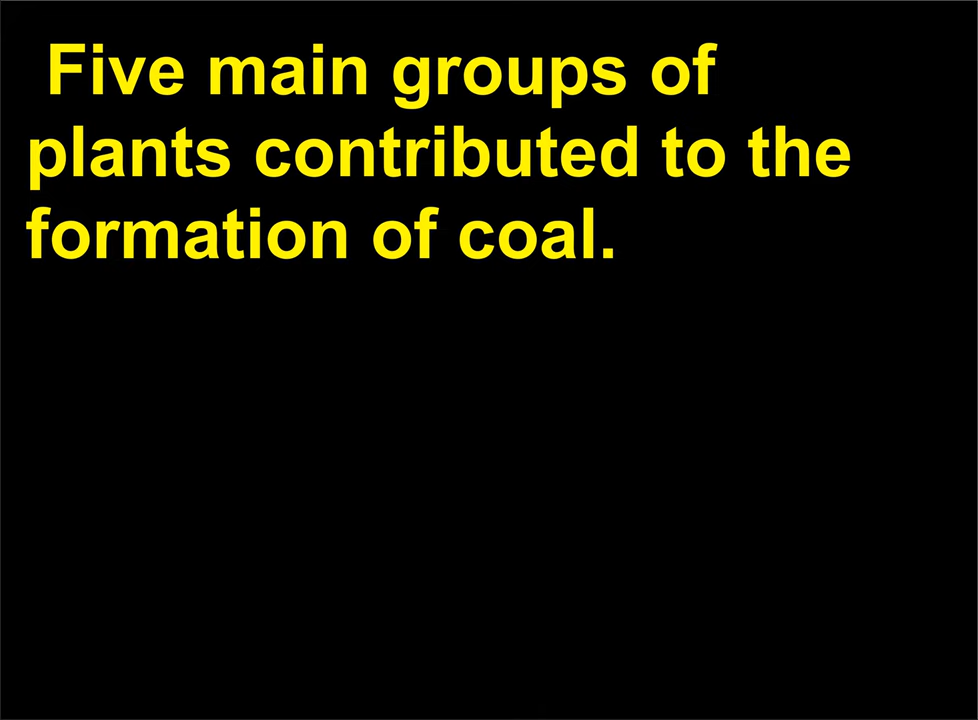 Five main groups of
plants contributed to the
formation of coal.